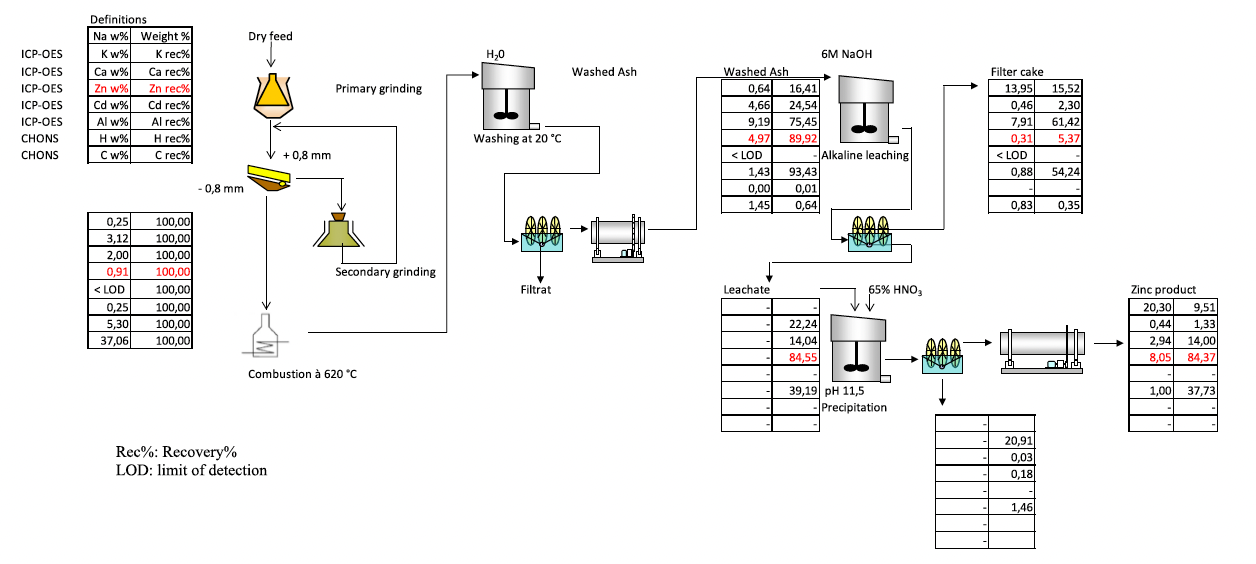 Definitions
Na w% Weight %
ICP-OES K w% K rec%
ICP-OES Ca w% Ca rec%
ICP-OES Zn w% Zn rec%
ICP-OES Cd w% Cd rec%
ICP-OES Al w% Al rec%
CHONS H w% H rec%
CHONS C w% C rec%
0,25 100,00
3,12 100,00
2,00 100,00
0,91 100,00
< LOD 100,00
0,25 100,00
5,30 100,00
37,06 100,00
Dry feed
Primary grinding
+ 0,8 mm
- 0,8 mm
Secondary grinding
Combustion à 620 °C
H20
Washing at 20 °C
Washed Ash
Filtrat
Washed Ash
0,64 16,41
4,66 24,54
9,19 75,45
4,97 89,92
< LOD -
1,43 93,43
0,00 0,01
1,45 0,64
6M NaOH
Alkaline leaching
Filter cake
13,95 15,52
0,46 2,30
7,91 61,42
0,31 5,37
< LOD -
0,88 54,24
- -
0,83 0,35
Leachate
- -
- 22,24
- 14,04
- 84,55
- -
- 39,19
- -
- -
65% HNO3
pH 11,5
Precipitation
Zinc product
20,30 9,51
0,44 1,33
2,94 14,00
8,05 84,37
- -
1,00 37,73
- -
- -
-
- 20,91
- 0,03
- 0,18
- -
- 1,46
-
-
Rec%: Recovery%
LOD: limit of detection